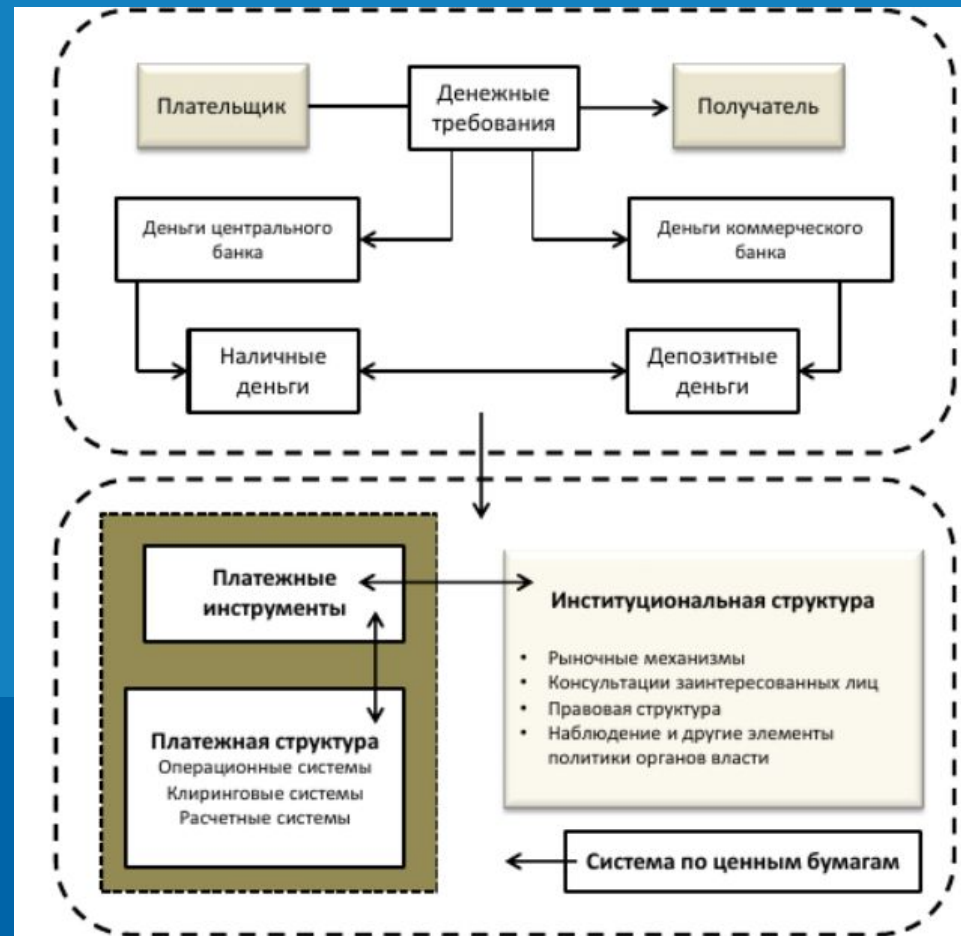 Плательщик
Денежные
требования
Получатель
Деньги центрального
банка
Деньги коммерческого
банка
Наличные
деньги
Депозитные
деньги
Платежные
инструменты
Институциональная структура
• Рыночные механизмы
• Консультации заинтересованных лиц
• Правовая структура
• Наблюдение и другие элементы
политики органов власти
Платежная структура
Операционные системы
Клиринговые системы
Расчетные системы
Система по ценным бумагам